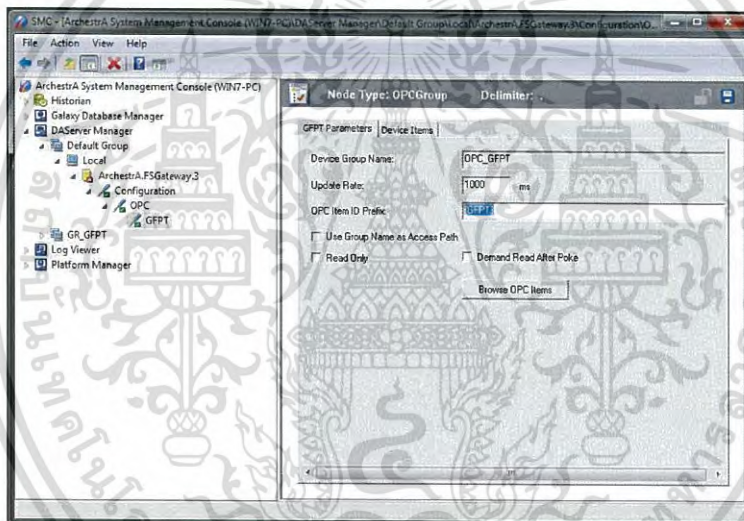 SMC - [ArchestrA System Management Console (WIN7-PC)\DAServer Manager\Default Group\Local\ArchestrA.FSGateway.3\Configuration\O...
File Action View Help
ArchestrA System Management Console (WIN7-PC)
Historian
Galaxy Database Manager
DAServer Manager
Default Group
Local
ArchestrA.FSGateway.3
Configuration
OPC
GFPT
GR_GFPT
Log Viewer
Platform Manager
Node Type: OPCGroup Delimiter: .
GFPT Parameters Device Items
Device Group Name: OPC_GFPT
Update Rate: 1000 ms
OPC Item ID Prefix:
Use Group Name as Access Path
Read Only Demand Read After Poke
Browse OPC Items